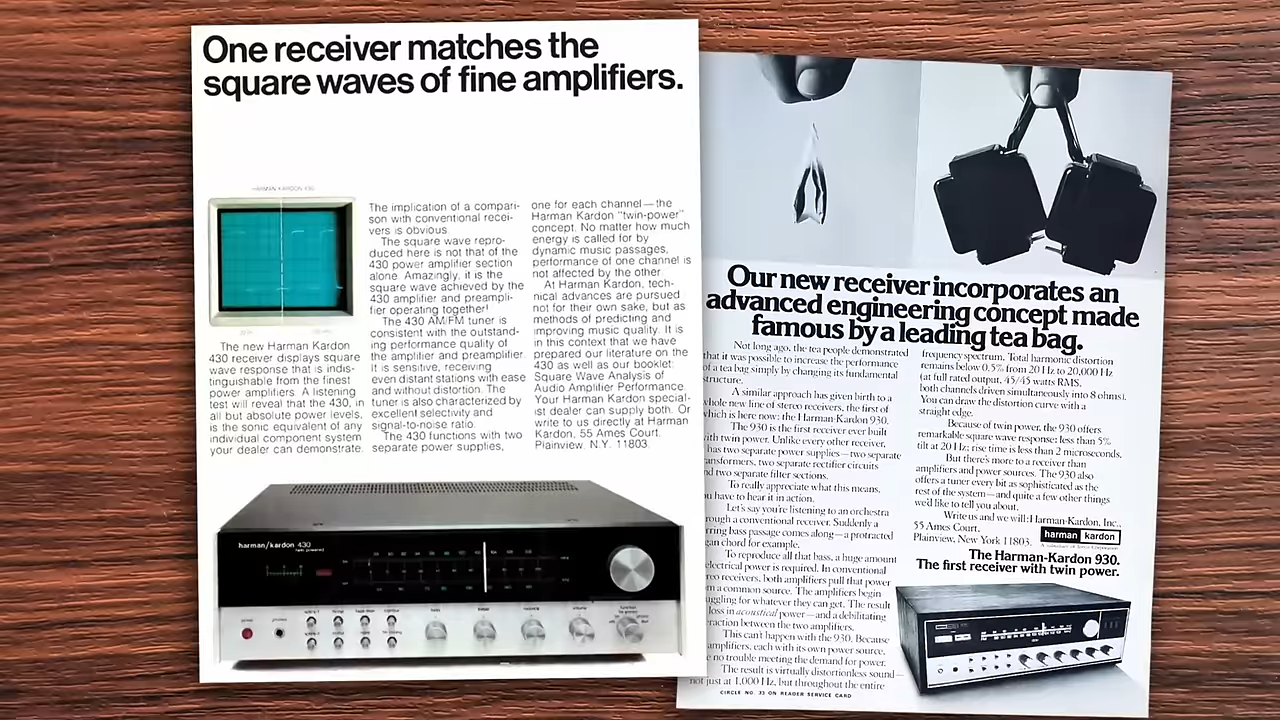 One receiver matches the
square waves of fine amplifiers.
HARMAN KARDON 430
The new Harman Kardon
430 receiver displays square
wave response that is indis-
tinguishable from the finest
power amplifiers. A listening
test will reveal that the 430, in
all but absolute power levels,
is the sonic equivalent of any
individual component system
your dealer can demonstrate.
The implication of a compari-
son with conventional recei-
vers is obvious.
The square wave repro-
duced here is not that of the
430 power amplifier section
alone. Amazingly, it is the
square wave achieved by the
430 amplifier and preampli-
fier operating together!
The 430 AM/FM tuner is
consistent with the outstand-
ing performance quality of
the amplifier and preamplifier.
It is sensitive, receiving
even distant stations with ease
and without distortion. The
tuner is also characterized by
excellent selectivity and
signal-to-noise ratio.
The 430 functions with two
separate power supplies,
one for each channel—the
Harman Kardon "twin-power"
concept. No matter how much
energy is called for by
dynamic music passages,
performance of one channel is
not affected by the other
At Harman Kardon, tech-
nical advances are pursued
not for their own sake, but as
methods of predicting and
improving music quality. It is
in this context that we have
prepared our literature on the
430 as well as our booklet:
Square Wave Analysis of
Audio Amplifier Performance.
Your Harman Kardon special-
ist dealer can supply both. Or
write to us directly at Harman
Kardon, 55 Ames Court,
Plainview, N.Y. 11803.
harman/kardon 430
twin powered
Our new receiver incorporates an
advanced engineering concept made
famous by a leading tea bag.
Not long ago, the tea people demonstrated
that it was possible to increase the performance
of a tea bag simply by changing its fundamental
structure.
A similar approach has given birth to a
whole new line of stereo receivers, the first of
which is here now: the Harman-Kardon 930.
The 930 is the first receiver ever built
with twin power. Unlike every other receiver,
has two separate power supplies—two separate
ansformers, two separate rectifier circuits
nd two separate filter sections.
To really appreciate what this means,
u have to hear it in action.
Let's say you're listening to an orchestra
rough a conventional receiver. Suddenly a
rring bass passage comes along—a protracted
gan chord for example.
To reproduce all that bass, a huge amount
electrical power is required. In conventional
reo receivers, both amplifiers pull that power
m a common source. The amplifiers begin
uggling for whatever they can get. The result
loss in acoustical power—and a debilitating
eraction between the two amplifiers.
This can't happen with the 930. Because
amplifiers, each with its own power source,
e no trouble meeting the demand for power.
The result is virtually distortionless sound—
not just at 1,000 Hz, but throughout the entire
CIRCLE NO. 33 ON READER SERVICE CARD
frequency spectrum. Total harmonic distortion
remains below 0.5% from 20 Hz to 20,000 Hz
(at full rated output, 45/45 watts RMS,
both channels driven simultaneously into 8 ohms).
You can draw the distortion curve with a
straight edge.
Because of twin power, the 930 offers
remarkable square wave response: less than 5%
tilt at 20 Hz; rise time is less than 2 microseconds.
But there's more to a receiver than
amplifiers and power sources. The 930 also
offers a tuner every bit as sophisticated as the
rest of the system—and quite a few other things
we'd like to tell you about.
Write us and we will: Harman-Kardon, Inc.,
55 Ames Court,
Plainview, New York 11803.
harman kardon
The Harman-Kardon 930.
The first receiver with twin power.